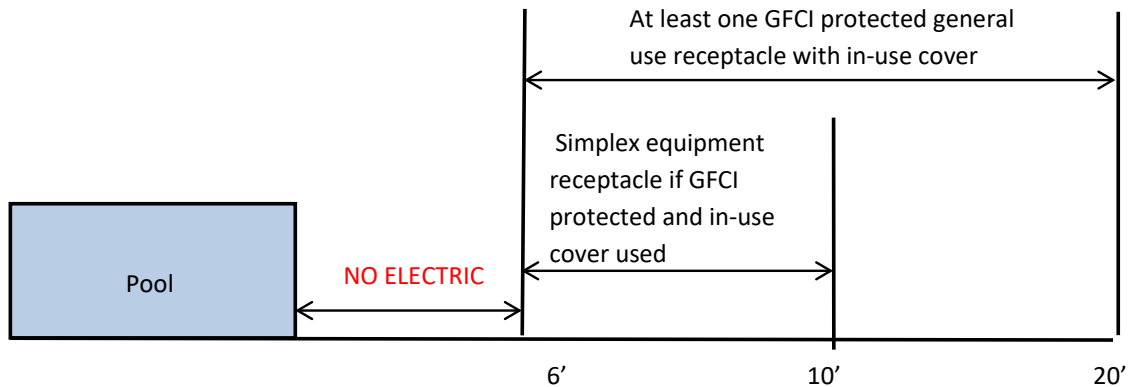 At least one GFCI protected general
use receptacle with in-use cover
Simplex equipment
receptacle if GFCI
protected and in-use
cover used
Pool
NO ELECTRIC
6’
10’
20’